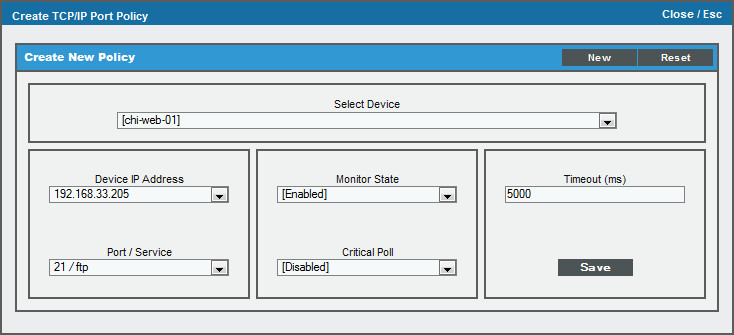 Create TCP/IP Port Policy Close / Esc
Create New Policy New Reset
Select Device
[chi-web-01]
Device IP Address Monitor State Timeout (ms)
192.168.33.205 [Enabled] 5000
Port / Service Critical Poll
21 / ftp [Disabled] Save